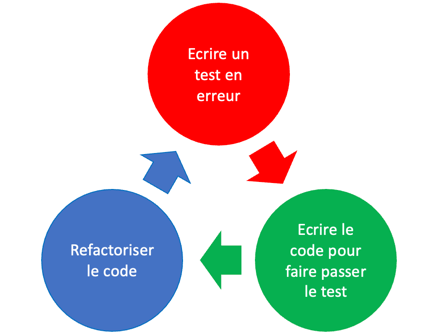 Ecrire un
test en
erreur
Ecrire le
code pour
faire passer
le test
Refactoriser
le code